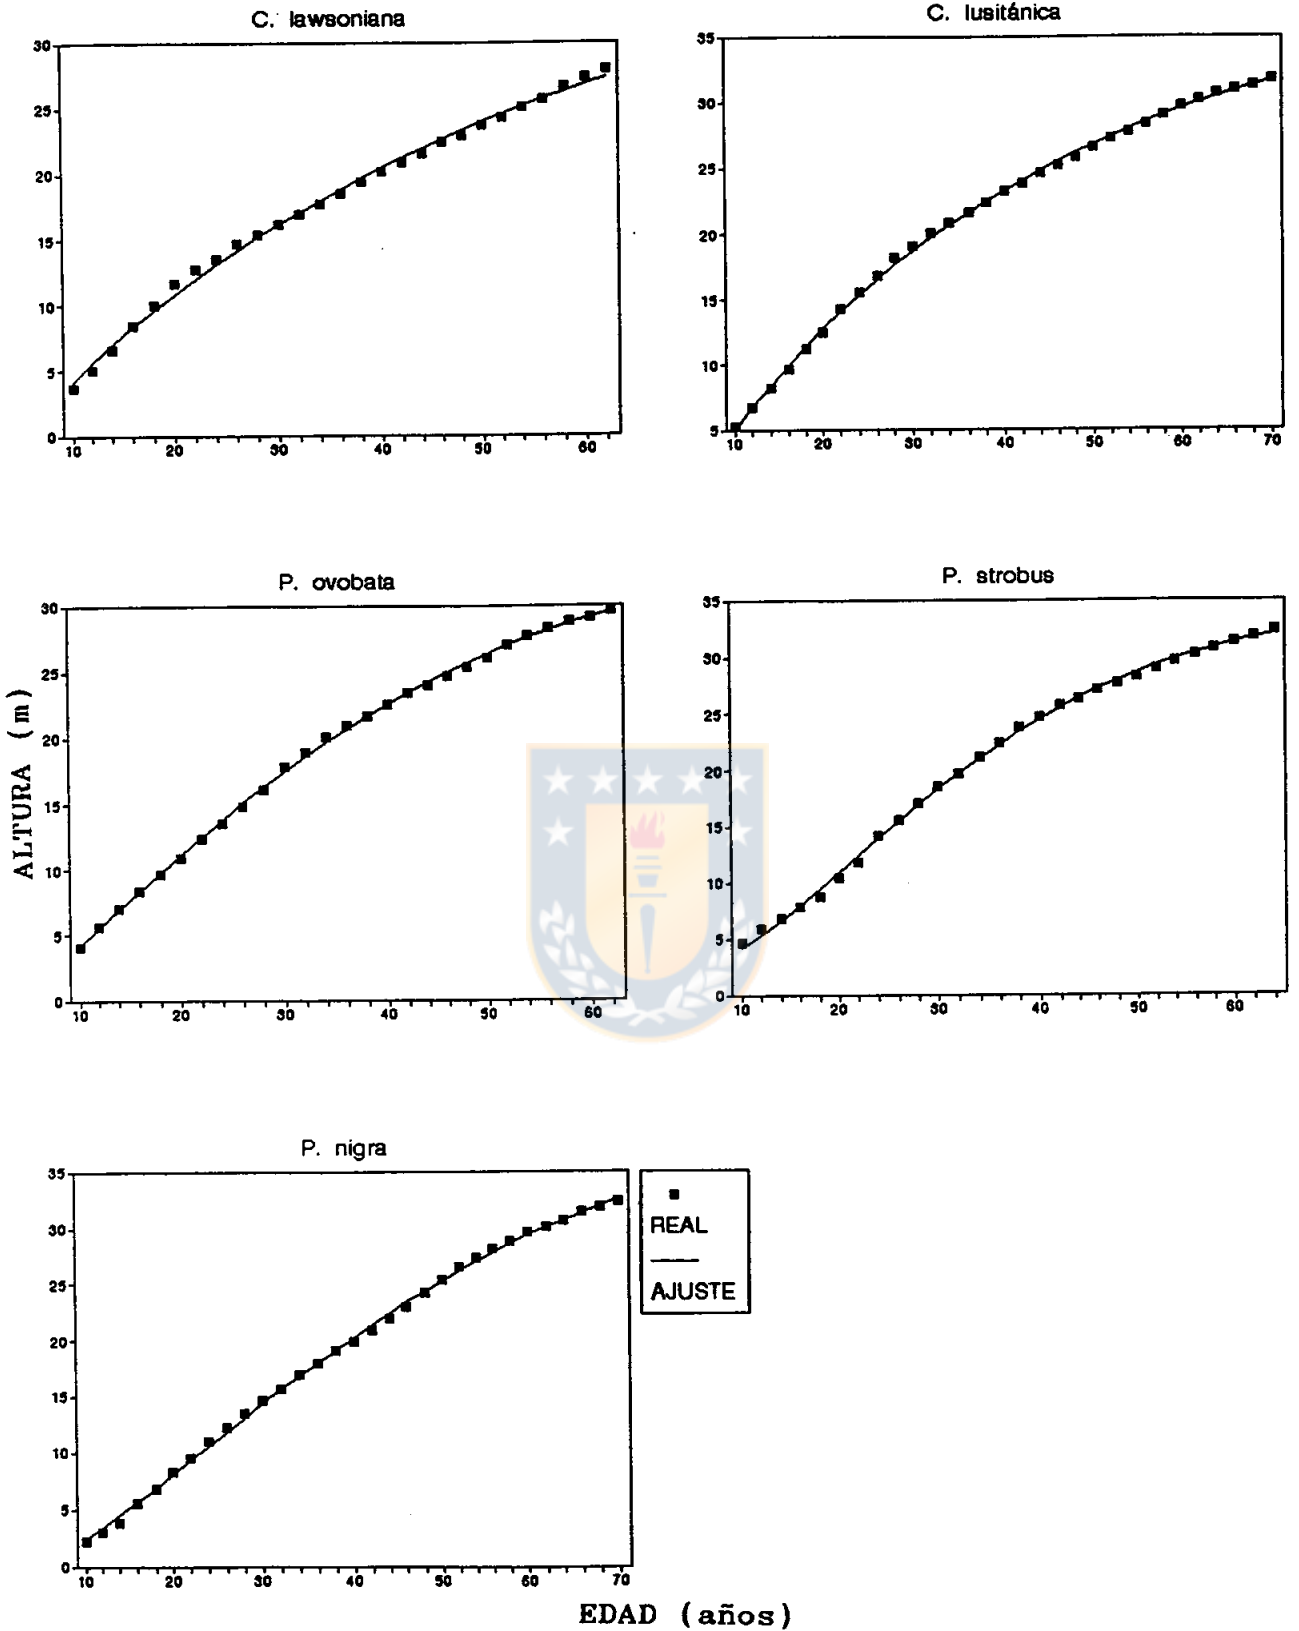 C. lawsoniana
30
25
20
15
10
5
0
10 20 30 40 50 60
C. lusitánica
35
30
25
20
15
10
5
10 20 30 40 50 60 70
P. ovobata
30
25
20
15
10
5
0
10 20 30 40 50 60
P. strobus
35
30
25
20
15
10
5
0
10 20 30 40 50 60
ALTURA (m)
P. nigra
35
30
25
20
15
10
5
0
10 20 30 40 50 60 70
REAL
AJUSTE
EDAD (años)